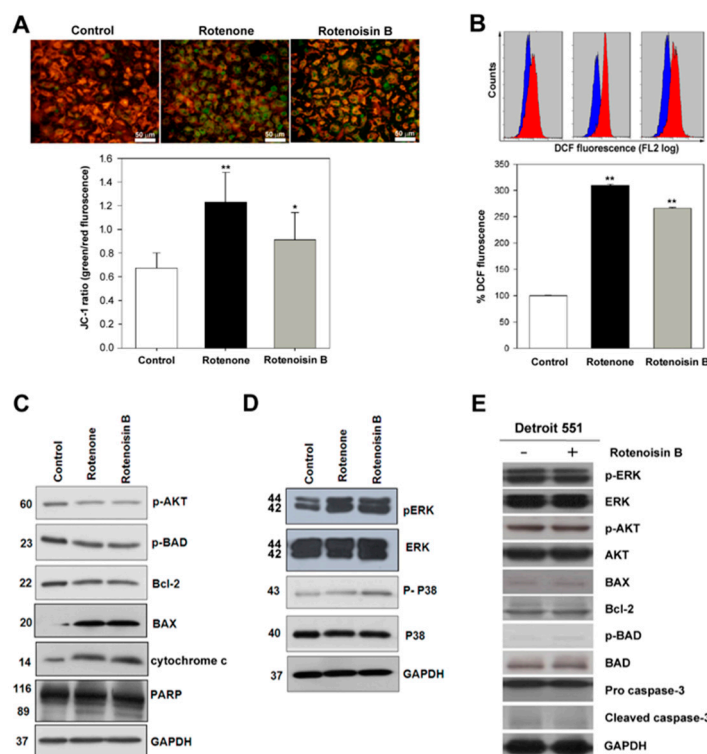 A
Control Rotenone Rotenoisin B
50 µm 50 µm 50 µm
JC-1 ratio (green/red fluroscence)
1.6
1.4
1.2
1.0
0.8
0.6
0.4
0.2
0.0
**
*
Control Rotenone Rotenoisin B
B
Counts
DCF fluorescence (FL2 log)
% DCF fluroscence
350
300
250
200
150
100
50
0
**
**
Control Rotenone Rotenoisin B
C
Control Rotenone Rotenoisin B
60 p-AKT
23 p-BAD
22 Bcl-2
20 BAX
14 cytochrome c
116 PARP
89
37 GAPDH
D
Control Rotenone Rotenoisin B
44 pERK
42
44 ERK
42
43 P- P38
40 P38
37 GAPDH
E
Detroit 551
- + Rotenoisin B
p-ERK
ERK
p-AKT
AKT
BAX
Bcl-2
p-BAD
BAD
Pro caspase-3
Cleaved caspase-3
GAPDH